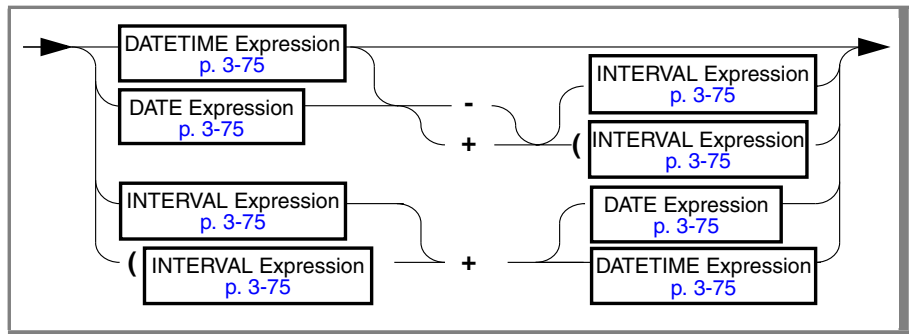 DATETIME Expression
p. 3-75
DATE Expression
p. 3-75
-
+
INTERVAL Expression
p. 3-75
( INTERVAL Expression
p. 3-75
INTERVAL Expression
p. 3-75
( INTERVAL Expression
p. 3-75
+
DATE Expression
p. 3-75
DATETIME Expression
p. 3-75